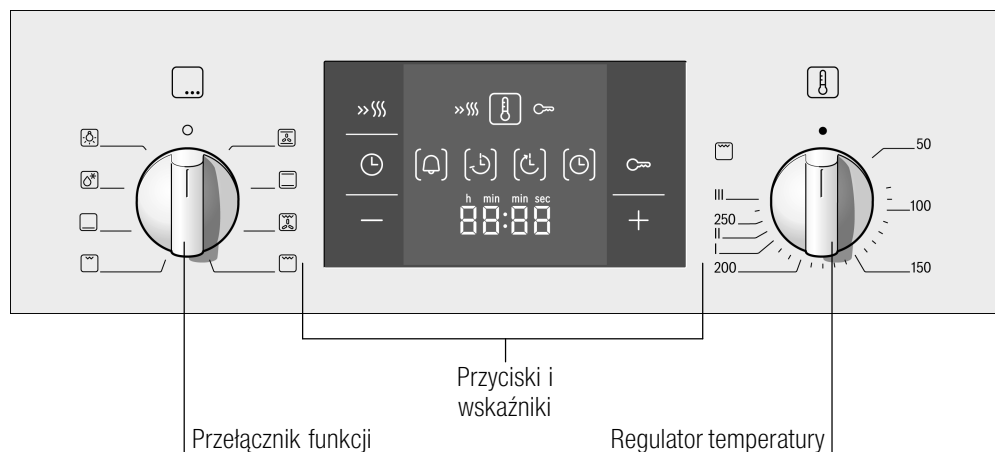 h min min sec
88:88
50
100
150
200
I
II
250
III
Przyciski i
wskaźniki
Przełącznik funkcji
Regulator temperatury